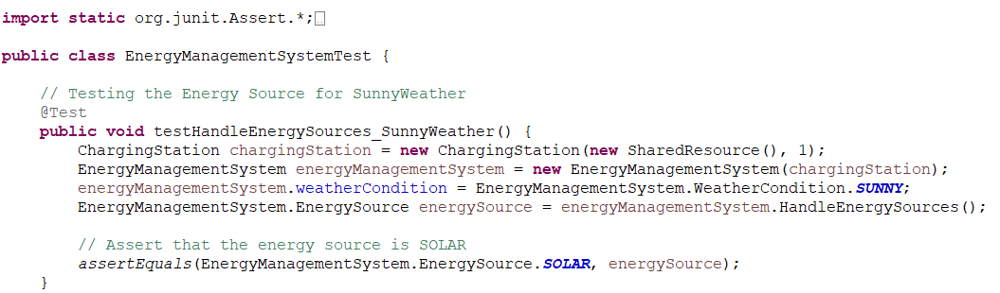 import static org.junit.Assert.*;
public class EnergyManagementSystemTest {
// Testing the Energy Source for SunnyWeather
@Test
public void testHandleEnergySources_SunnyWeather() {
ChargingStation chargingStation = new ChargingStation(new SharedResource(), 1);
EnergyManagementSystem energyManagementSystem = new EnergyManagementSystem(chargingStation);
energyManagementSystem.weatherCondition = EnergyManagementSystem.WeatherCondition.SUNNY;
EnergyManagementSystem.EnergySource energySource = energyManagementSystem.HandleEnergySources();
// Assert that the energy source is SOLAR
assertEquals(EnergyManagementSystem.EnergySource.SOLAR, energySource);
}